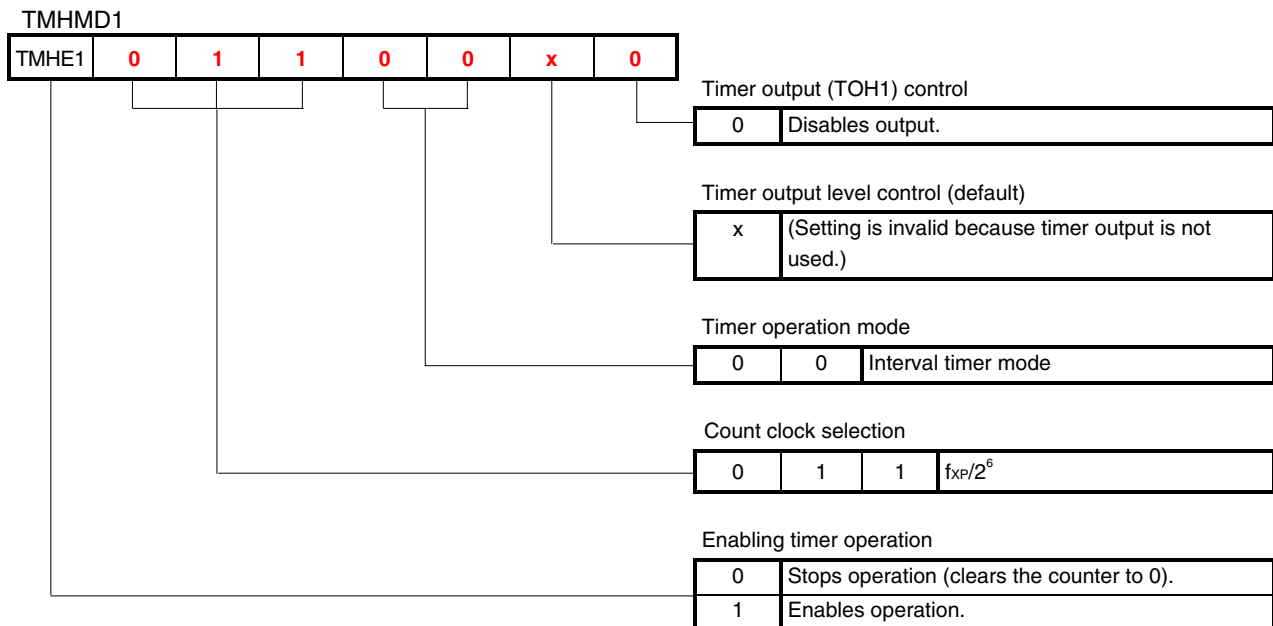 TMHMD1
TMHE1 0 1 1 0 0 x 0
Timer output (TOH1) control
0 Disables output.
Timer output level control (default)
x (Setting is invalid because timer output is not
used.)
Timer operation mode
0 0 Interval timer mode
Count clock selection
0 1 1 fXP/2⁶
Enabling timer operation
0 Stops operation (clears the counter to 0).
1 Enables operation.